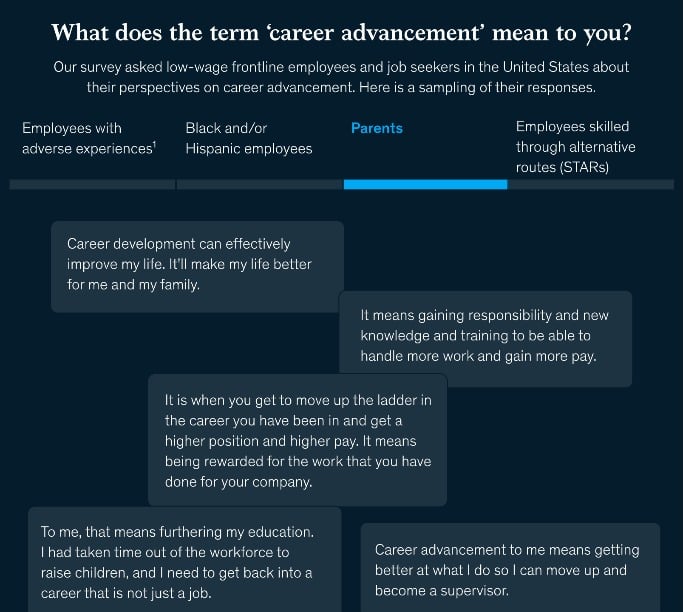 What does the term ‘career advancement’ mean to you?
Our survey asked low-wage frontline employees and job seekers in the United States about
their perspectives on career advancement. Here is a sampling of their responses.
Employees with
adverse experiences¹
Black and/or
Hispanic employees
Parents
Employees skilled
through alternative
routes (STARs)
Career development can effectively
improve my life. It’ll make my life better
for me and my family.
It means gaining responsibility and new
knowledge and training to be able to
handle more work and gain more pay.
It is when you get to move up the ladder in
the career you have been in and get a
higher position and higher pay. It means
being rewarded for the work that you have
done for your company.
To me, that means furthering my education.
I had taken time out of the workforce to
raise children, and I need to get back into a
career that is not just a job.
Career advancement to me means getting
better at what I do so I can move up and
become a supervisor.